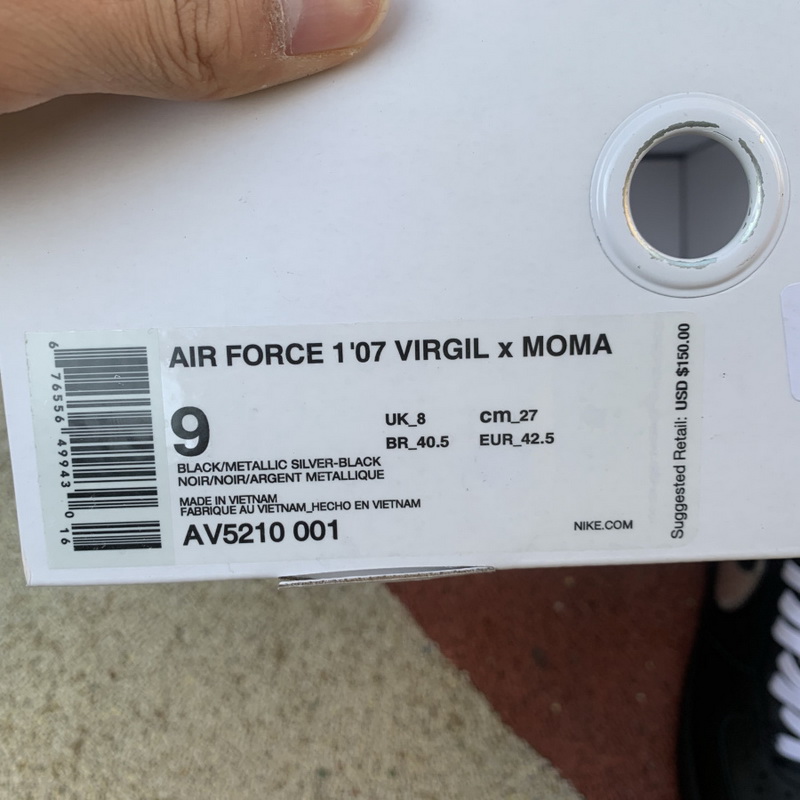 AIR FORCE 1'07 VIRGIL x MOMA
9
UK_8 cm_27
BR_40.5 EUR_42.5
BLACK/METALLIC SILVER-BLACK
NOIR/NOIR/ARGENT METALLIQUE
MADE IN VIETNAM
FABRIQUE AU VIETNAM_HECHO EN VIETNAM
AV5210 001
NIKE.COM
Suggested Retail: USD $150.00
6 76556 49943 0 16